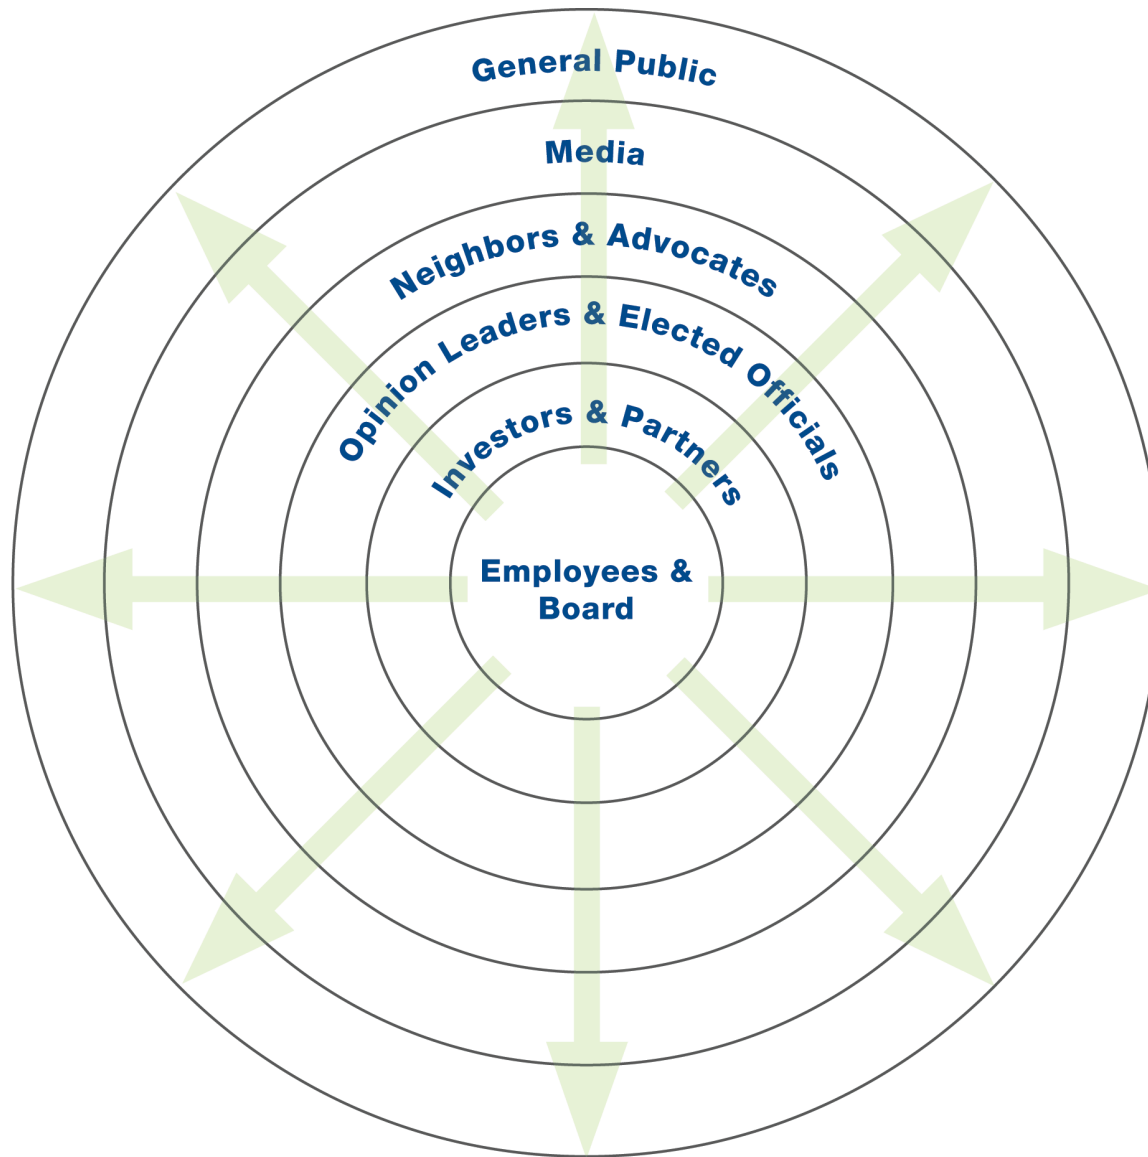 General Public
Media
Neighbors & Advocates
Opinion Leaders & Elected Officials
Investors & Partners
Employees &
Board